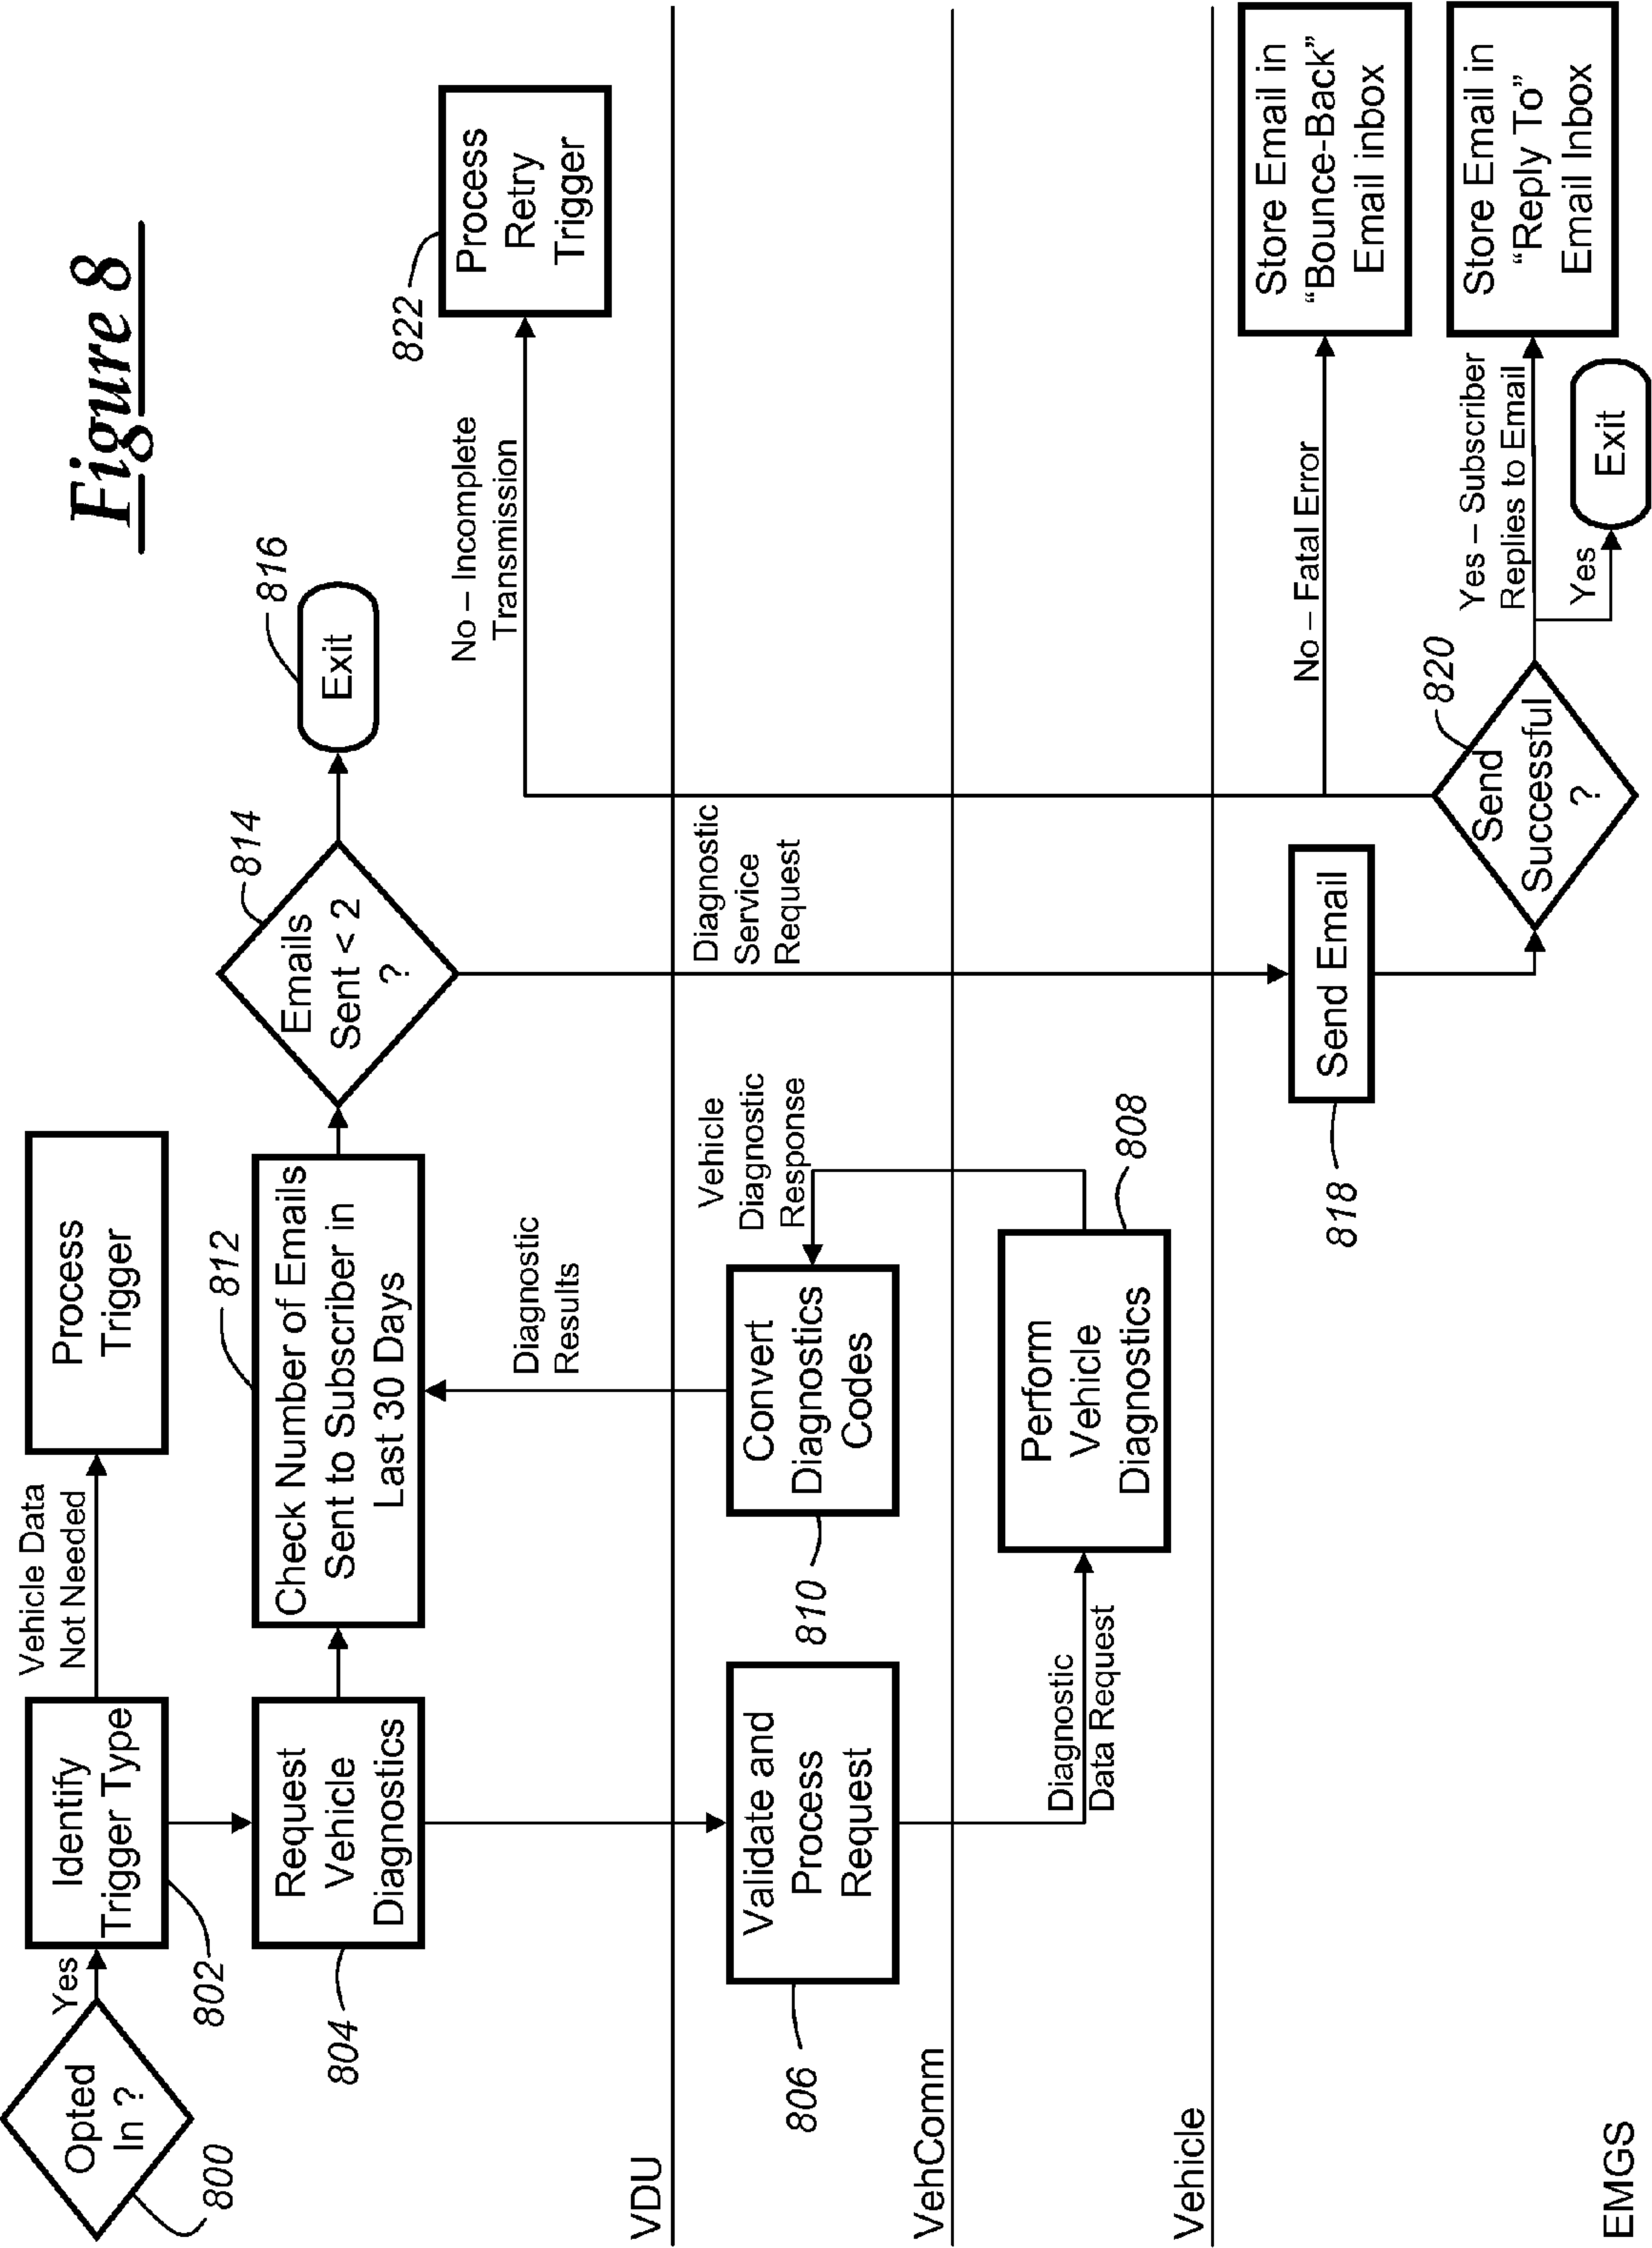 Figure 8
Opted
In ?
800
Yes
Identify
Trigger Type
802
Vehicle Data
Not Needed
Process
Trigger
Request
Vehicle
Diagnostics
804
Check Number of Emails
Sent to Subscriber in
Last 30 Days
812
Emails
Sent < 2
?
814
Exit
816
No – Incomplete
Transmission
Process
Retry
Trigger
822
Diagnostic
Results
VDU
Diagnostic
Service
Request
Validate and
Process
Request
806
Convert
Diagnostics
Codes
810
Vehicle
Diagnostic
Response
VehComm
Diagnostic
Data Request
Perform
Vehicle
Diagnostics
808
Vehicle
Send Email
818
Send
Successful
?
820
No – Fatal Error
Store Email in
“Bounce-Back”
Email inbox
Yes – Subscriber
Replies to Email
Store Email in
“Reply To”
Email Inbox
Yes
Exit
EMGS